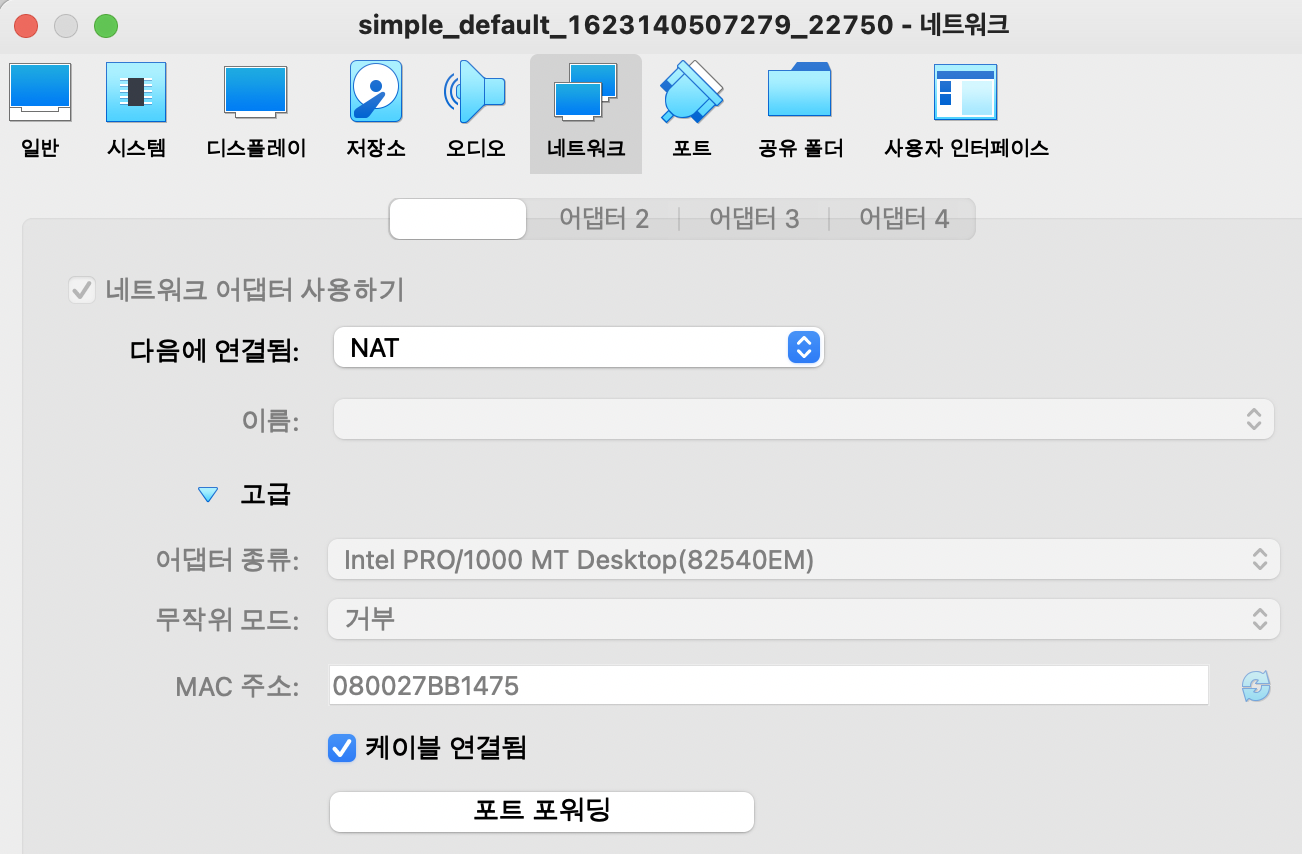 simple_default_1623140507279_22750 - 네트워크
일반 시스템 디스플레이 저장소 오디오 네트워크 포트 공유 폴더 사용자 인터페이스
어댑터 2 어댑터 3 어댑터 4
네트워크 어댑터 사용하기
다음에 연결됨: NAT
이름:
고급
어댑터 종류: Intel PRO/1000 MT Desktop(82540EM)
무작위 모드: 거부
MAC 주소: 080027BB1475
케이블 연결됨
포트 포워딩